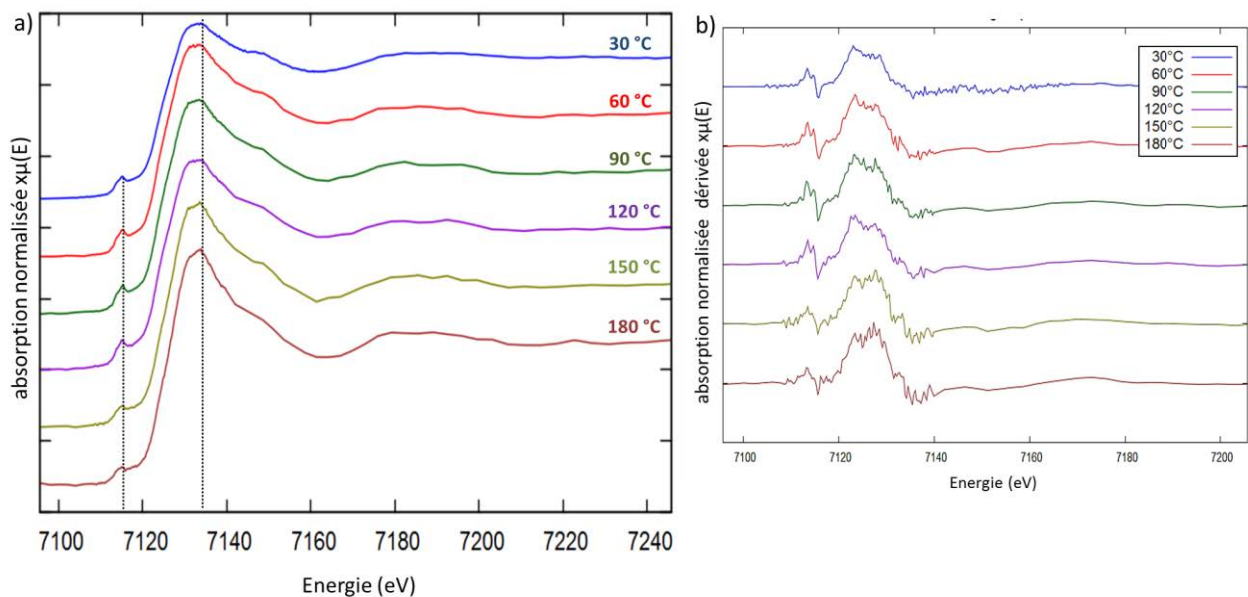 a)
30 °C
60 °C
90 °C
120 °C
150 °C
180 °C
absorption normalisée xµ(E)
7100 7120 7140 7160 7180 7200 7220 7240
Energie (eV)
b)
30°C
60°C
90°C
120°C
150°C
180°C
absorption normalisée dérivée xµ(E)
7100 7120 7140 7160 7180 7200
Energie (eV)